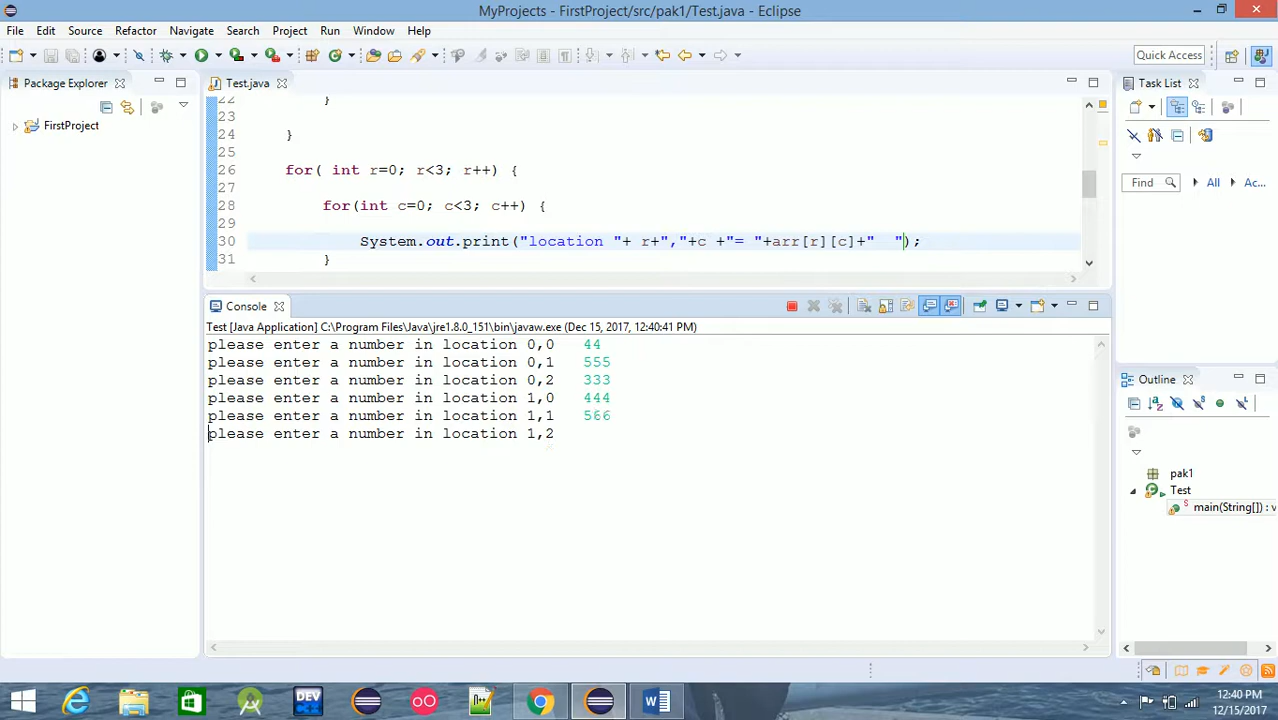 MyProjects - FirstProject/src/pak1/Test.java - Eclipse
File Edit Source Refactor Navigate Search Project Run Window Help
Quick Access
Package Explorer
FirstProject
Test.java
22 }
23
24 }
25
26 for( int r=0; r<3; r++) {
27
28 for(int c=0; c<3; c++) {
29
30 System.out.print("location "+ r+","+c +"= "+arr[r][c]+"  ");
31 }
Console
Test [Java Application] C:\Program Files\Java\jre1.8.0_151\bin\javaw.exe (Dec 15, 2017, 12:40:41 PM)
please enter a number in location 0,0 44
please enter a number in location 0,1 555
please enter a number in location 0,2 333
please enter a number in location 1,0 444
please enter a number in location 1,1 566
please enter a number in location 1,2
Task List
Find All Ac...
Outline
pak1
Test
main(String[]) : v
DEV
W
12:40 PM
12/15/2017